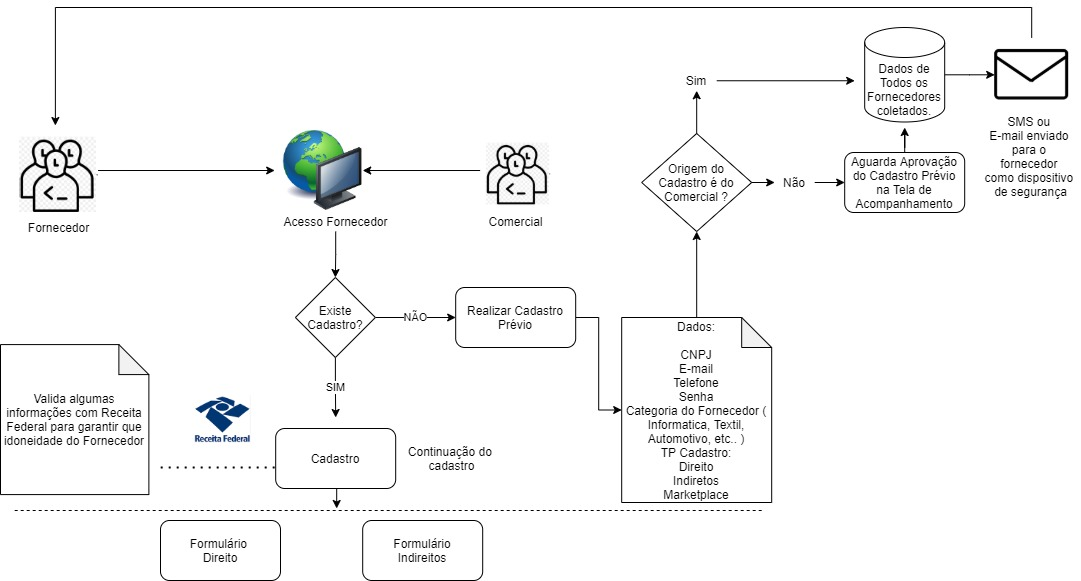 Sim
Dados de
Todos os
Fornecedores
coletados.
SMS ou
E-mail enviado
para o
fornecedor
como dispositivo
de segurança
Origem do
Cadastro é do
Comercial ?
Não
Aguarda Aprovação
do Cadastro Prévio
na Tela de
Acompanhamento
Fornecedor
Acesso Fornecedor
Comercial
Existe
Cadastro?
NÃO
Realizar Cadastro
Prévio
SIM
Dados:
CNPJ
E-mail
Telefone
Senha
Categoria do Fornecedor (
Informatica, Textil,
Automotivo, etc.. )
TP Cadastro:
Direito
Indiretos
Marketplace
Valida algumas
informações com Receita
Federal para garantir que
idoneidade do Fornecedor
Receita Federal
Cadastro
Continuação do
cadastro
Formulário
Direito
Formulário
Indireitos